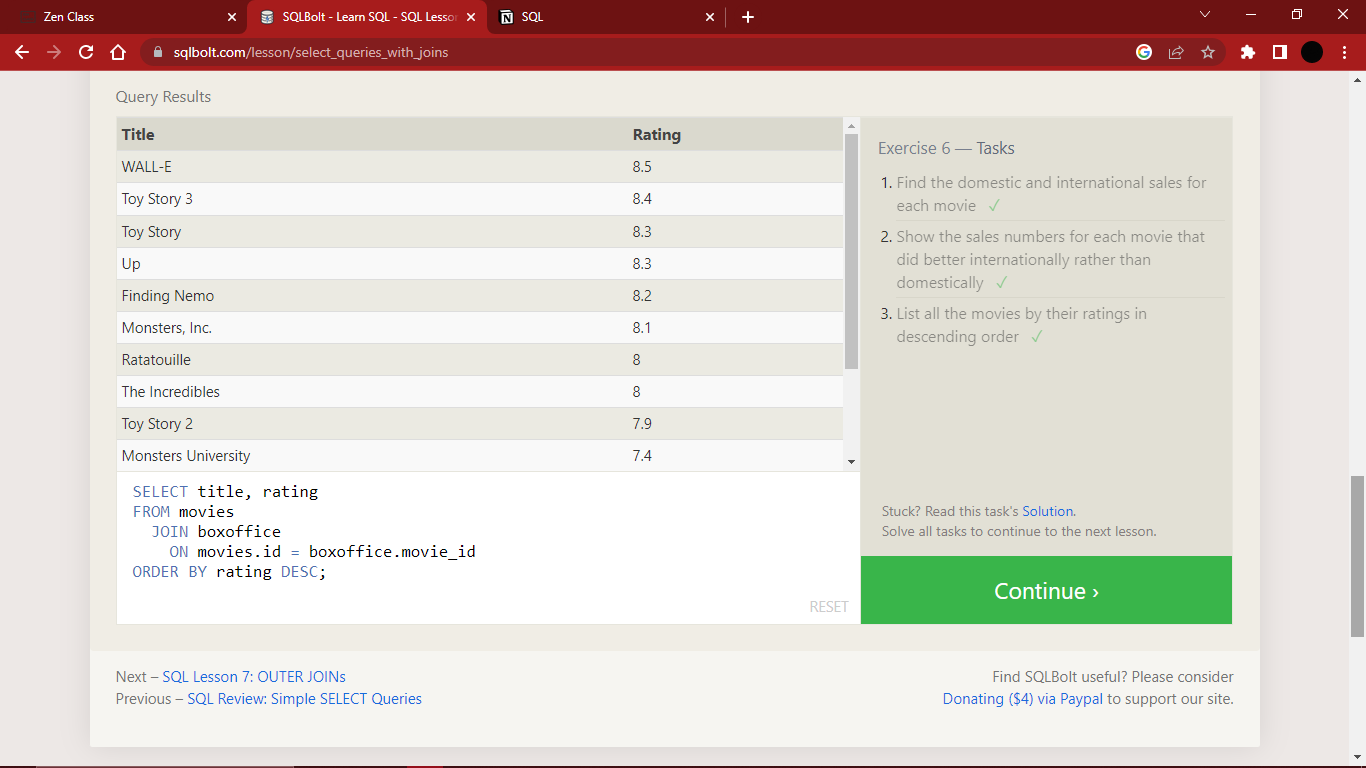 Zen Class
SQLBolt - Learn SQL - SQL Lesson
SQL
sqlbolt.com/lesson/select_queries_with_joins
Query Results
Title Rating
WALL-E 8.5
Toy Story 3 8.4
Toy Story 8.3
Up 8.3
Finding Nemo 8.2
Monsters, Inc. 8.1
Ratatouille 8
The Incredibles 8
Toy Story 2 7.9
Monsters University 7.4
SELECT title, rating
FROM movies
JOIN boxoffice
ON movies.id = boxoffice.movie_id
ORDER BY rating DESC;
RESET
Exercise 6 — Tasks
1. Find the domestic and international sales for
each movie ✓
2. Show the sales numbers for each movie that
did better internationally rather than
domestically ✓
3. List all the movies by their ratings in
descending order ✓
Stuck? Read this task's Solution.
Solve all tasks to continue to the next lesson.
Continue ›
Next – SQL Lesson 7: OUTER JOINs
Previous – SQL Review: Simple SELECT Queries
Find SQLBolt useful? Please consider
Donating ($4) via Paypal to support our site.